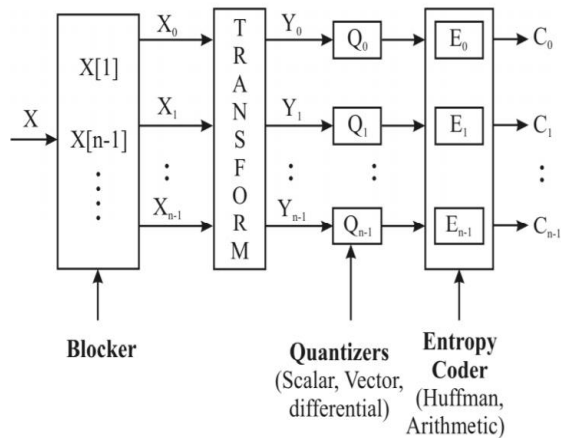 X
X[1]
X[n-1]
X₀
X₁
Xₙ₋₁
T
R
A
N
S
F
O
R
M
Y₀
Y₁
Yₙ₋₁
Q₀
Q₁
Qₙ₋₁
E₀
E₁
Eₙ₋₁
C₀
C₁
Cₙ₋₁
Blocker
Quantizers
(Scalar, Vector,
differential)
Entropy
Coder
(Huffman,
Arithmetic)